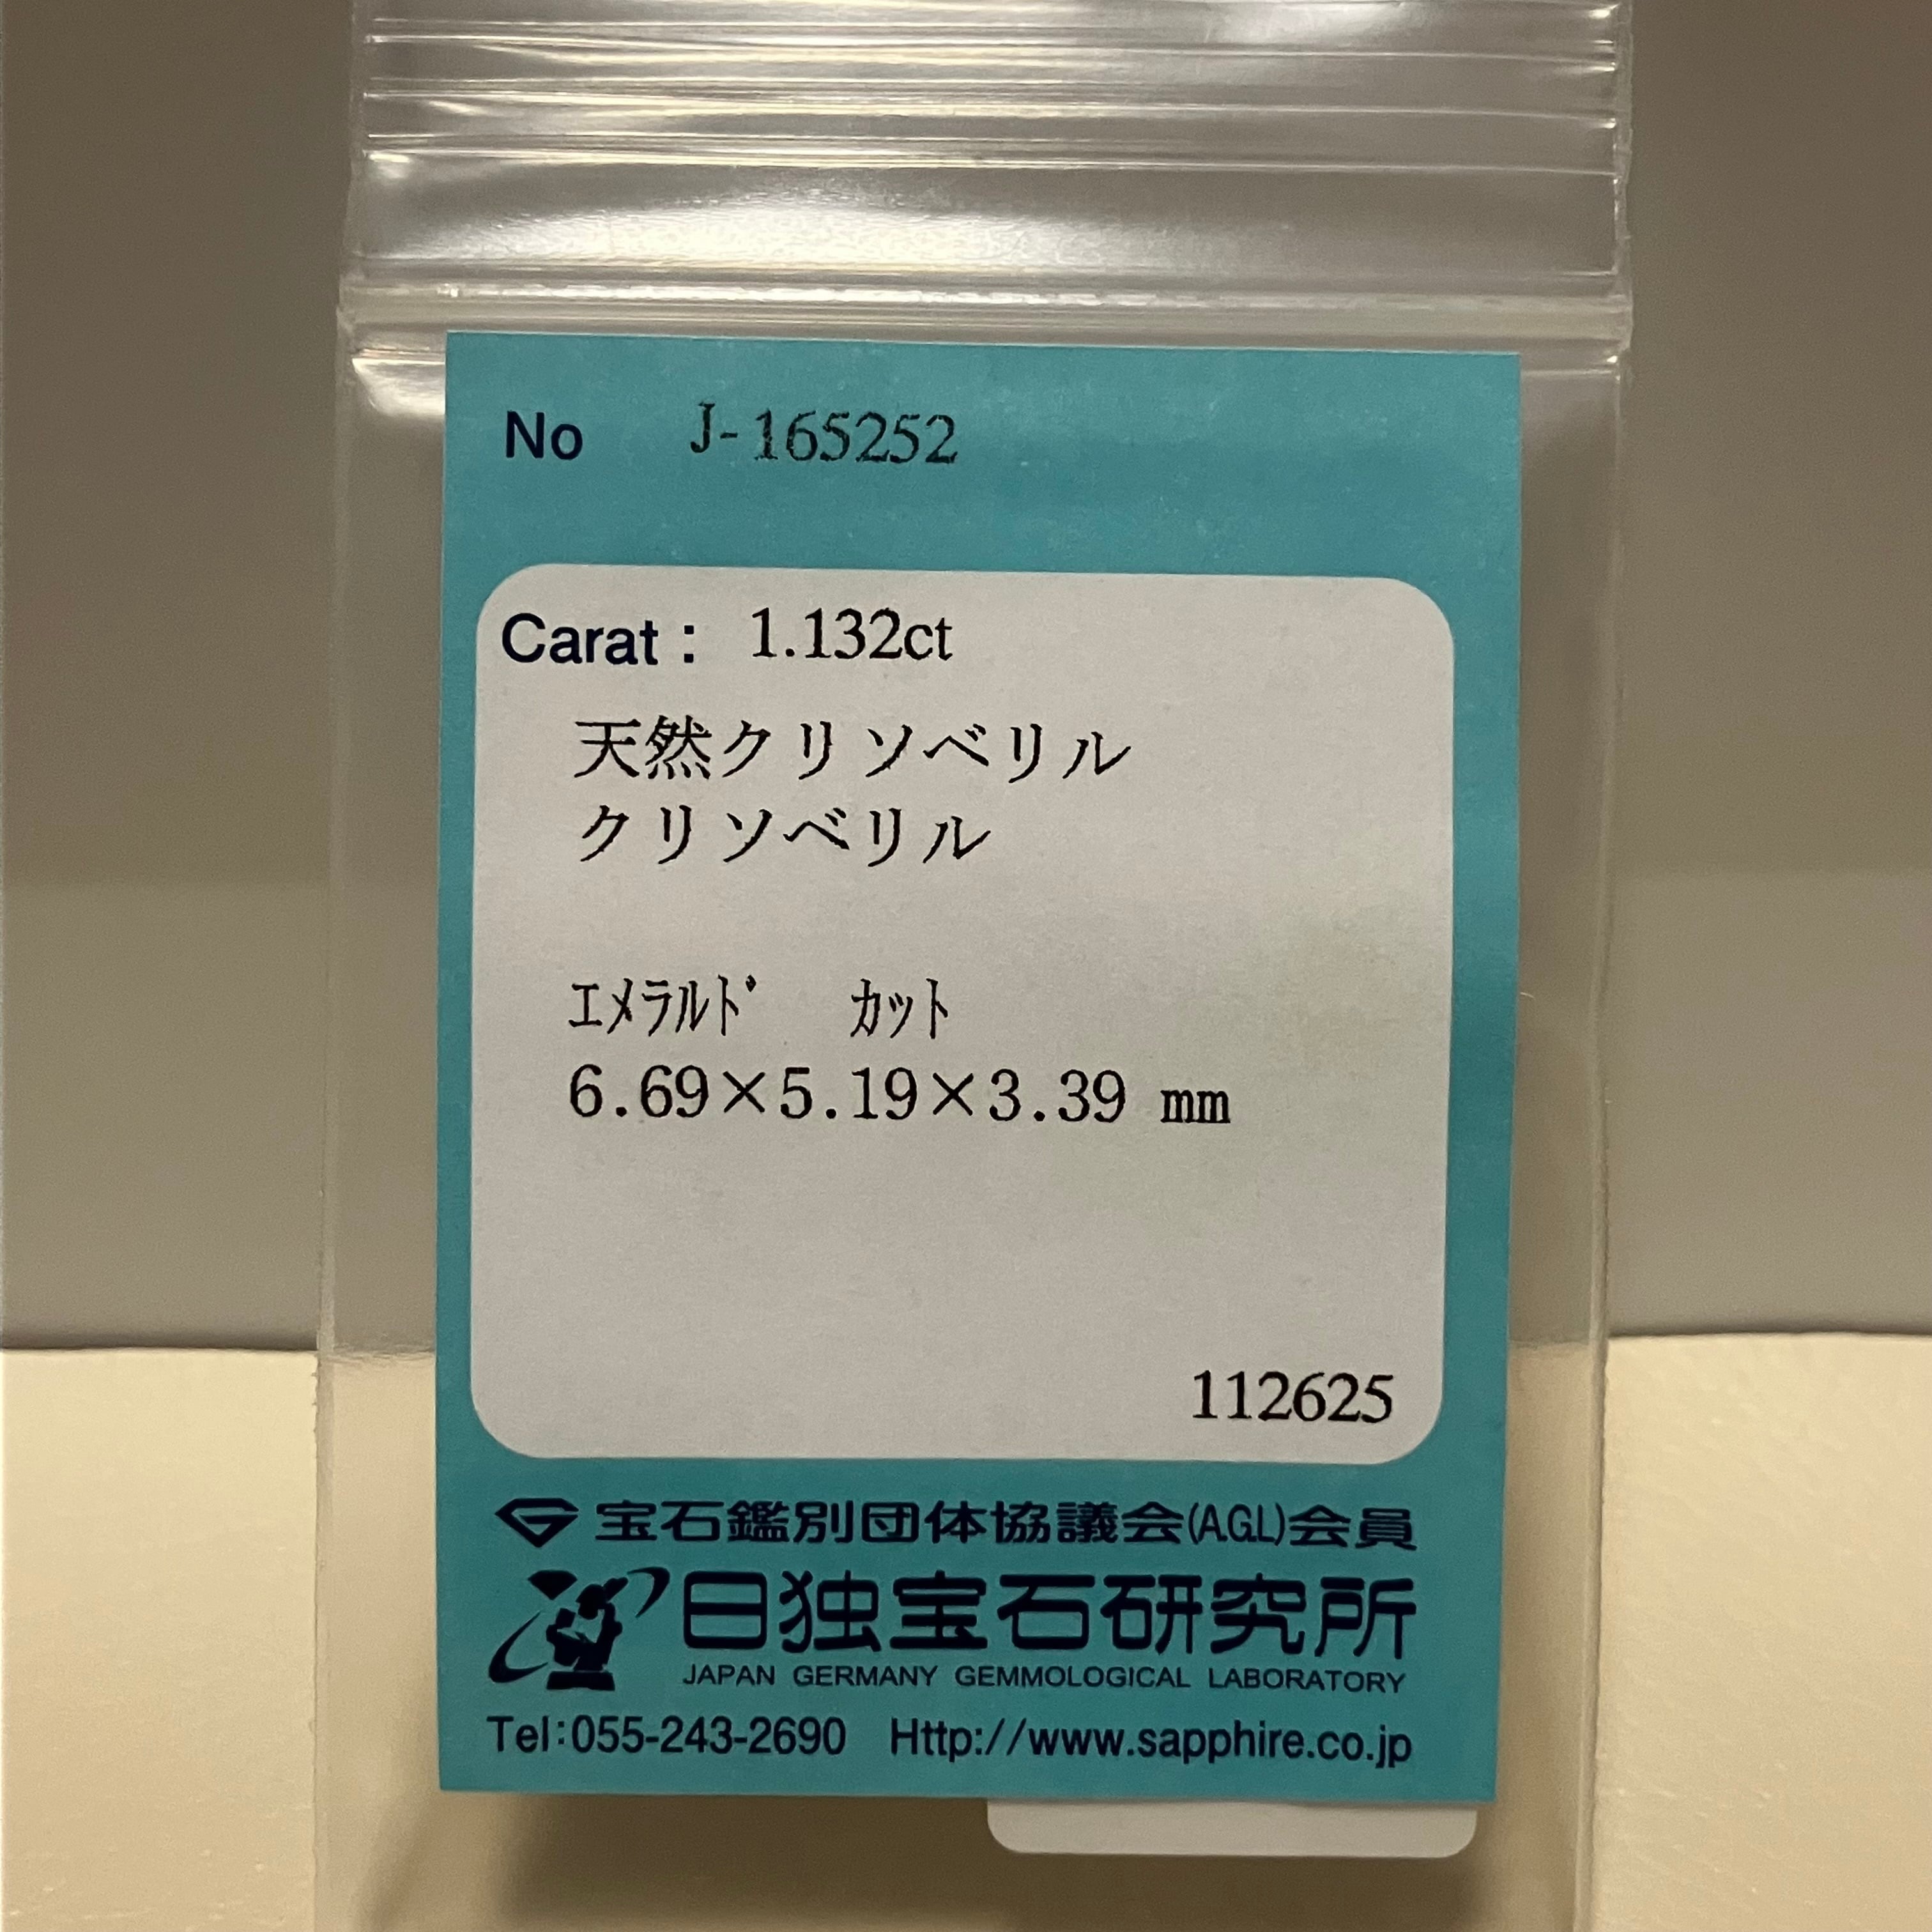 No J-165252
Carat : 1.132ct
天然クリソベリル
クリソベリル
ｴﾒﾗﾙﾄﾞ ｶｯﾄ
6.69×5.19×3.39 mm
112625
宝石鑑別団体協議会(A.G.L)会員
日独宝石研究所
JAPAN GERMANY GEMMOLOGICAL LABORATORY
Tel:055-243-2690 Http://www.sapphire.co.jp